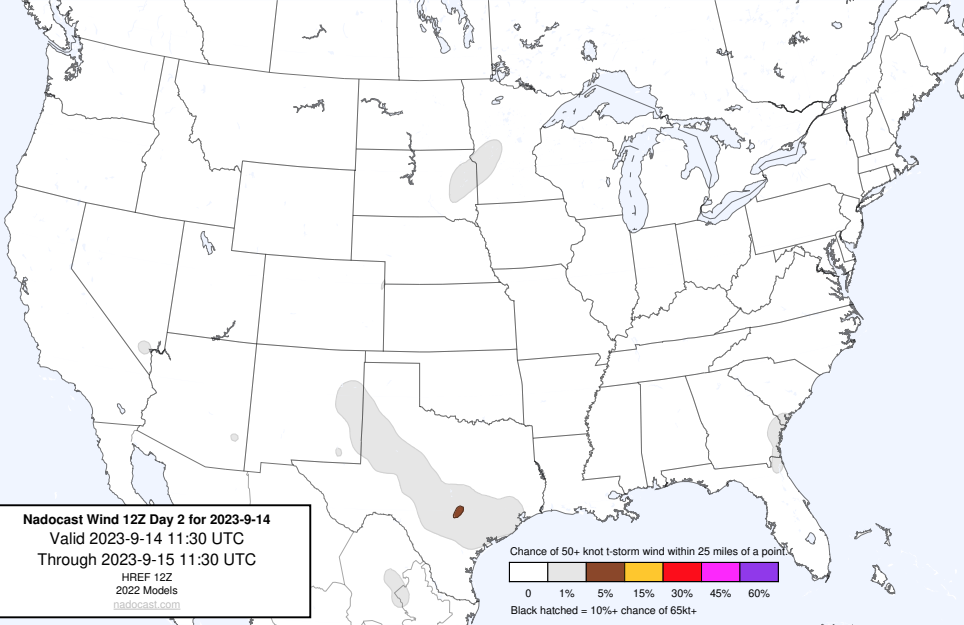 Nadocast Wind 12Z Day 2 for 2023-9-14
Valid 2023-9-14 11:30 UTC
Through 2023-9-15 11:30 UTC
HREF 12Z
2022 Models
nadocast.com
Chance of 50+ knot t-storm wind within 25 miles of a point.
0 1% 5% 15% 30% 45% 60%
Black hatched = 10%+ chance of 65kt+